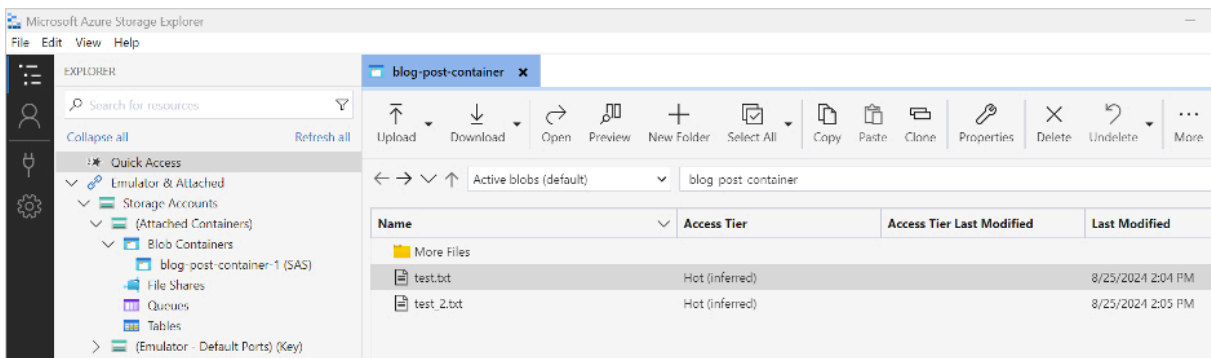 Microsoft Azure Storage Explorer
File Edit View Help
EXPLORER
Search for resources
Collapse all Refresh all
Quick Access
Emulator & Attached
Storage Accounts
(Attached Containers)
Blob Containers
blog-post-container-1 (SAS)
File Shares
Queues
Tables
(Emulator - Default Ports) (Key)
blog-post-container
Upload Download Open Preview New Folder Select All Copy Paste Clone Properties Delete Undelete More
Active blobs (default) blog post container
Name Access Tier Access Tier Last Modified Last Modified
More Files
test.txt Hot (inferred) 8/25/2024 2:04 PM
test_2.txt Hot (inferred) 8/25/2024 2:05 PM